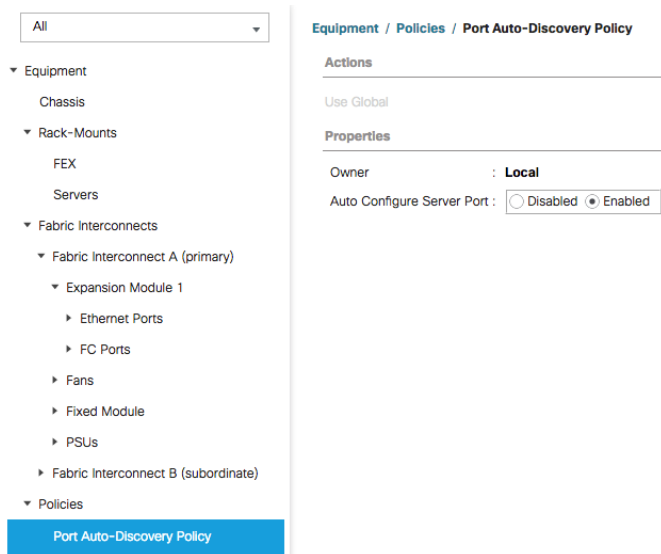 All
Equipment
Chassis
Rack-Mounts
FEX
Servers
Fabric Interconnects
Fabric Interconnect A (primary)
Expansion Module 1
Ethernet Ports
FC Ports
Fans
Fixed Module
PSUs
Fabric Interconnect B (subordinate)
Policies
Port Auto-Discovery Policy
Equipment / Policies / Port Auto-Discovery Policy
Actions
Use Global
Properties
Owner : Local
Auto Configure Server Port : Disabled Enabled